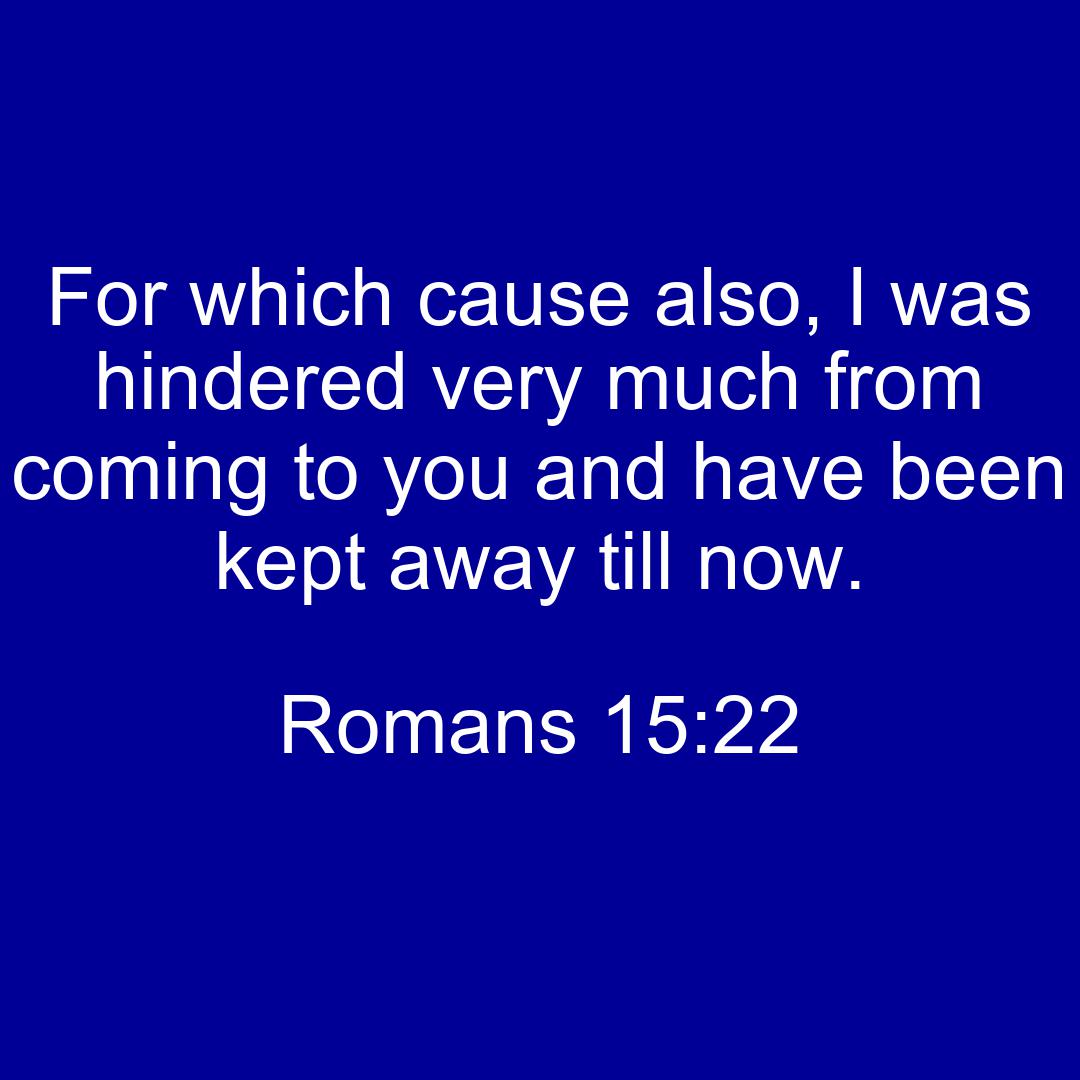 For which cause also, I was
hindered very much from
coming to you and have been
kept away till now.
Romans 15:22